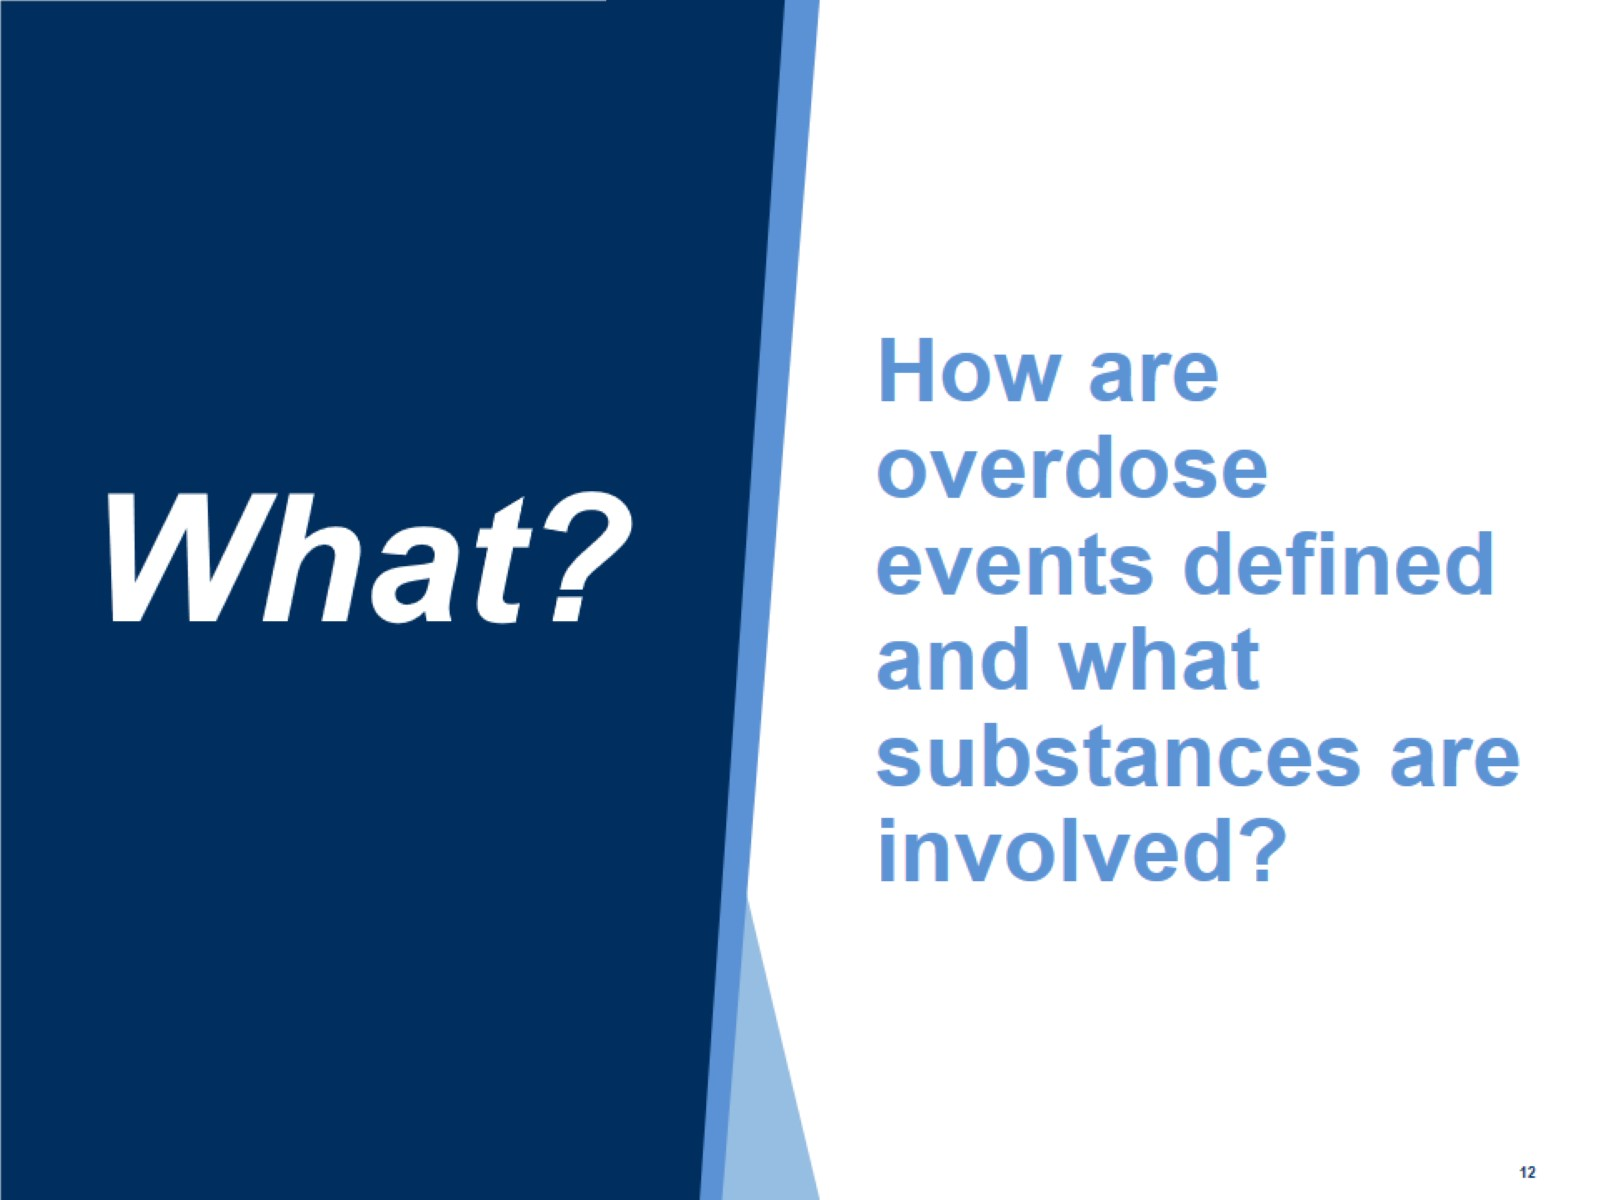 What?
How are
overdose
events defined
and what
substances are
involved?
12